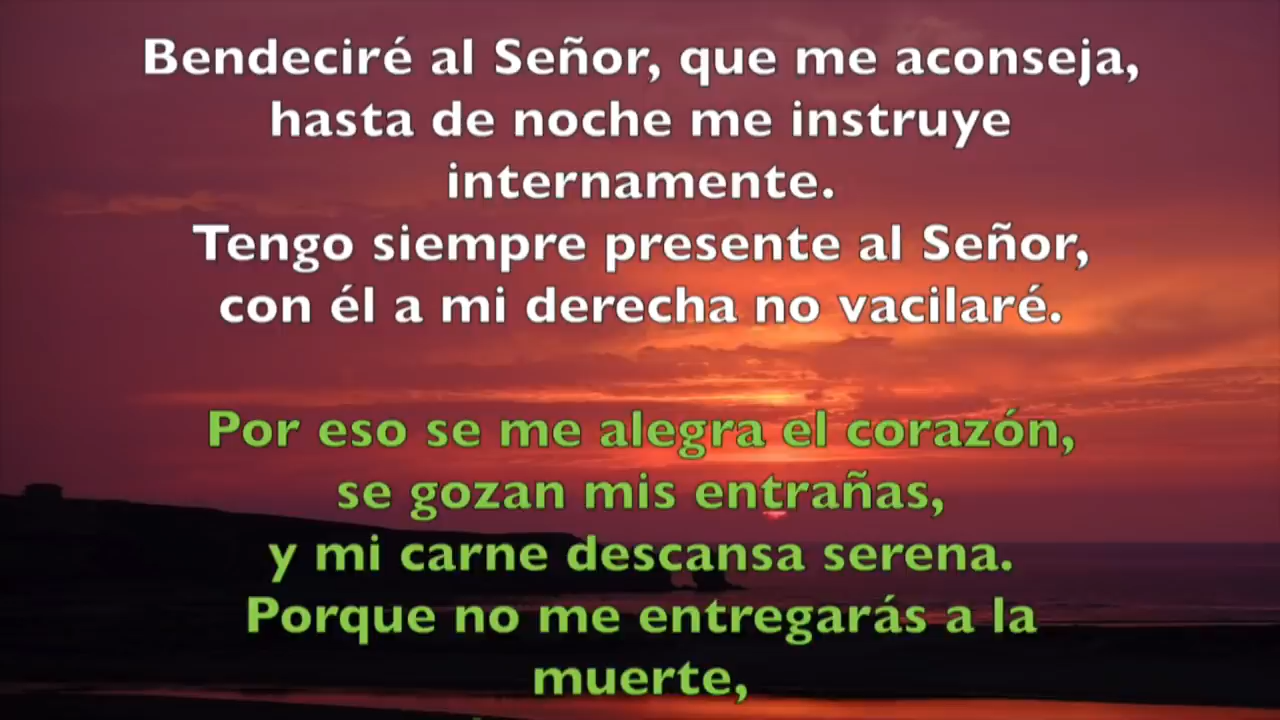 Bendeciré al Señor, que me aconseja,
hasta de noche me instruye
internamente.
Tengo siempre presente al Señor,
con él a mi derecha no vacilaré.
Por eso se me alegra el corazón,
se gozan mis entrañas,
y mi carne descansa serena.
Porque no me entregarás a la
muerte,